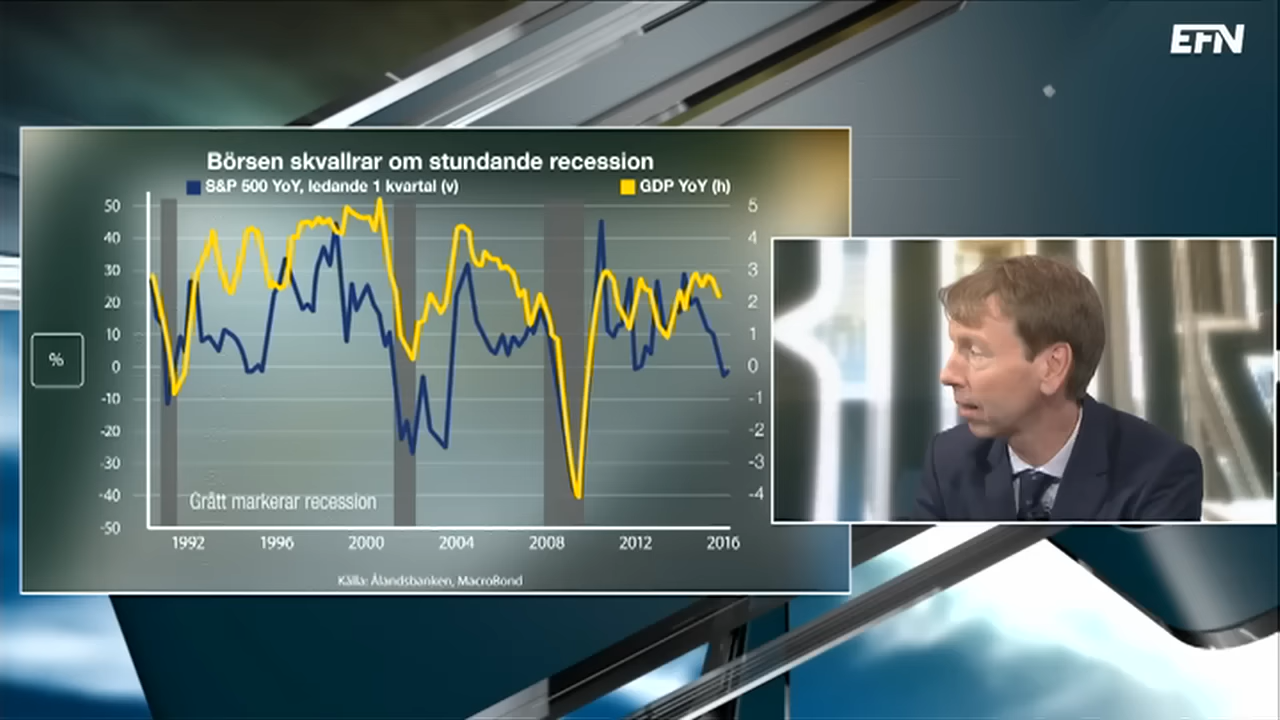 EFN
Börsen skvallrar om stundande recession
S&P 500 YoY, ledande 1 kvartal (v) GDP YoY (h)
50 5
40 4
30 3
20 2
10 1
% 0 0
-10 -1
-20 -2
-30 -3
-40 -4
-50
Grått markerar recession
1992 1996 2000 2004 2008 2012 2016
Källa: Ålandsbanken, MacroBond